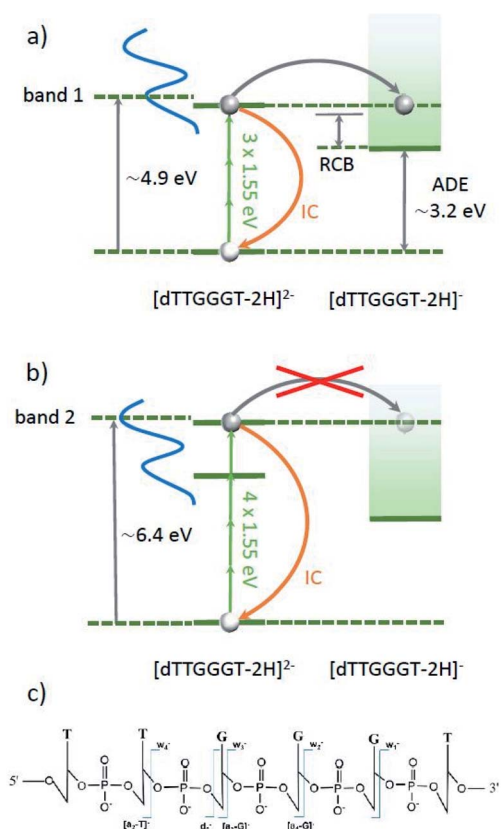 a)
band 1
~4.9 eV
3 x 1.55 eV
IC
RCB
ADE
~3.2 eV
[dTTGGGT-2H]²⁻
[dTTGGGT-2H]⁻
b)
band 2
~6.4 eV
4 x 1.55 eV
IC
[dTTGGGT-2H]²⁻
[dTTGGGT-2H]⁻
c)
T T G G G T
w₄⁻ w₃⁻ w₂⁻ w₁⁻
O O O O O
5' O O P O O P O O P O O P O O P O 3'
O⁻ O⁻ O⁻ O⁻ O⁻